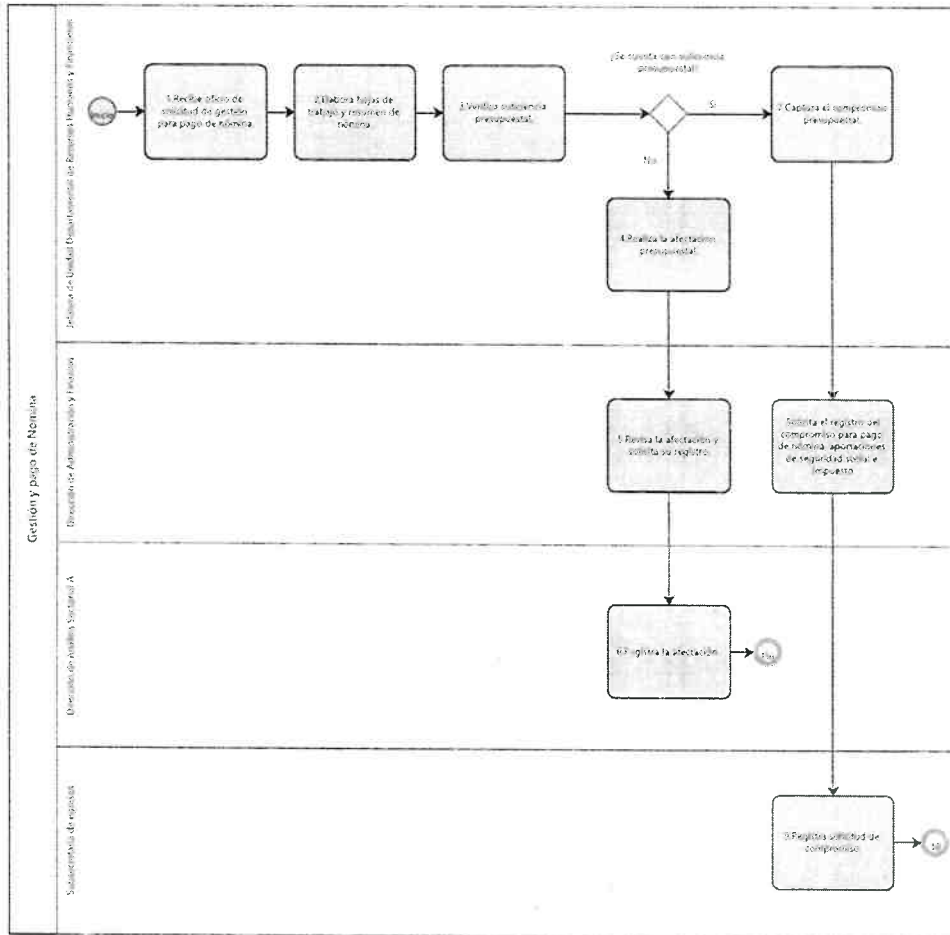 Gestión y pago de Nómina
Jefatura de Unidad Departamental de Recursos Humanos y Financieros
Inicio
1.Recibe oficio de
solicitud de gestión
para pago de nómina.
2.Elabora hojas de
trabajo y resumen de
nómina
3.Verifica suficiencia
presupuestal.
¿Se cuenta con suficiencia
presupuestal?
Si
No
7.Captura el compromiso
presupuestal.
4.Realiza la afectación
presupuestal.
Dirección de Administración y Finanzas
5.Revisa la afectación y
solicita su registro.
Solicita el registro del
compromiso para pago
de nómina, aportaciones
de seguridad social e
impuesto
Dirección de Análisis Sectorial A
6.Registra la afectación.
Fin
Subsecretaría de egresos
9.Registra solicitud de
compromiso.